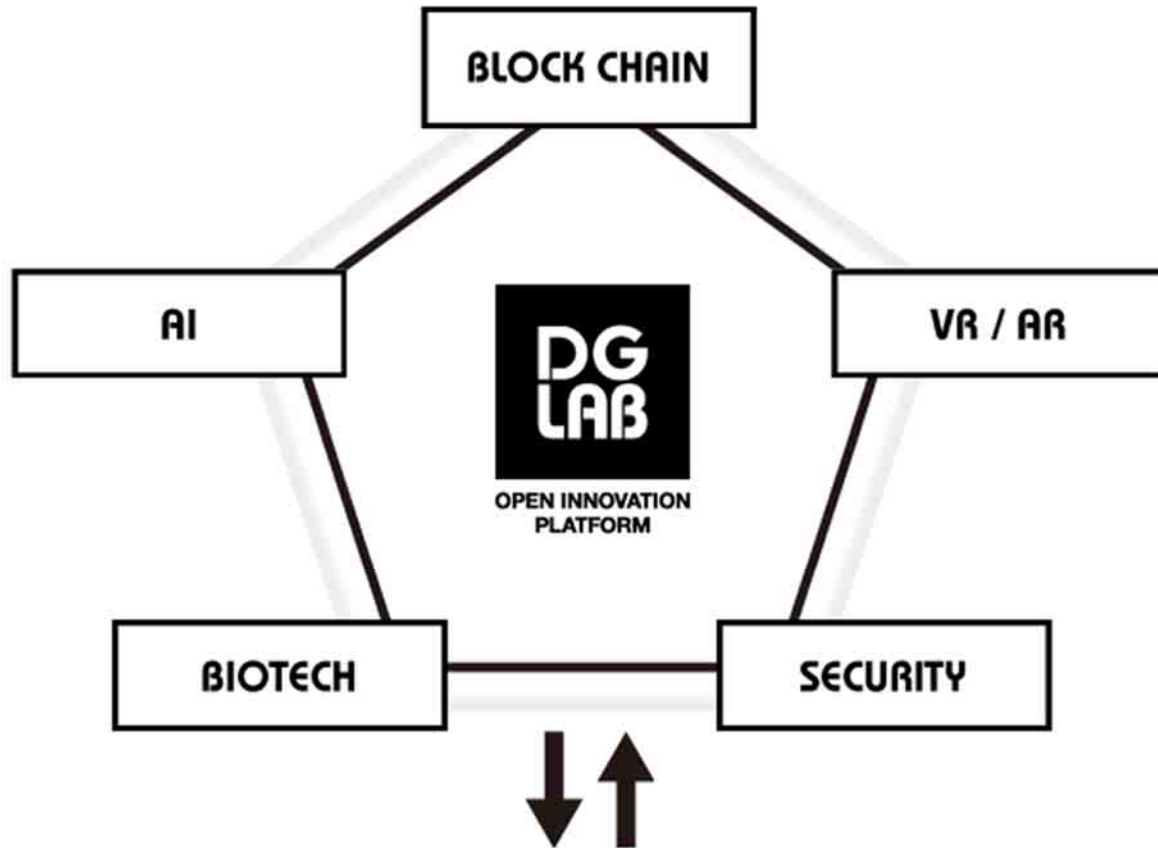 BLOCK CHAIN
AI
VR / AR
DG
LAB
OPEN INNOVATION
PLATFORM
BIOTECH
SECURITY